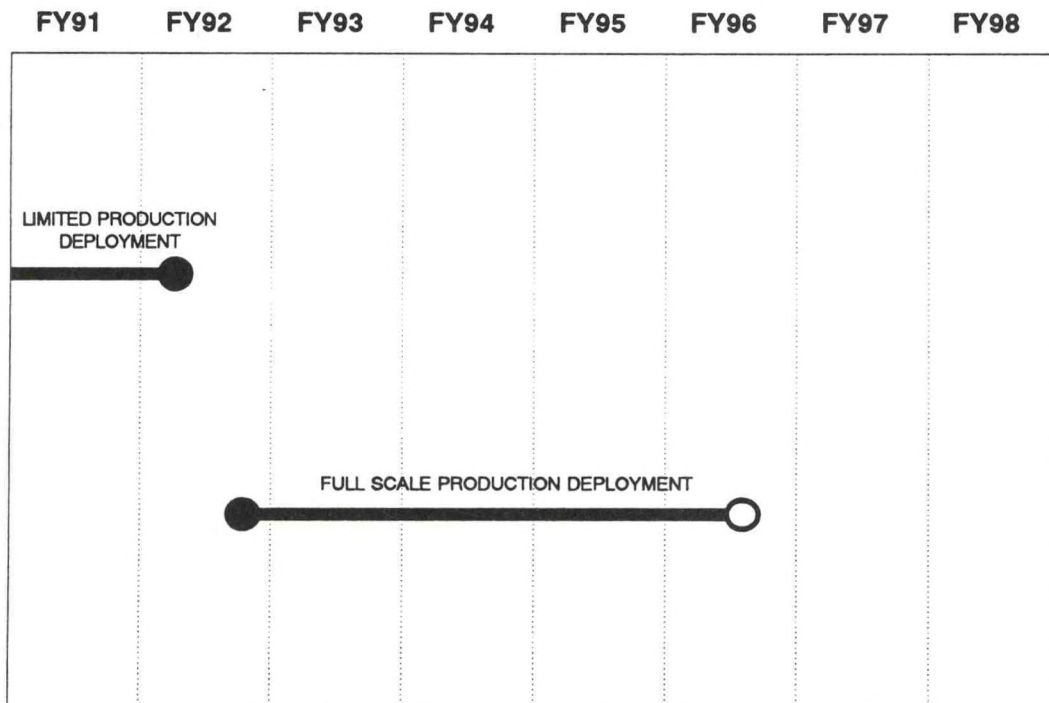 FY91 FY92 FY93 FY94 FY95 FY96 FY97 FY98
LIMITED PRODUCTION
DEPLOYMENT
FULL SCALE PRODUCTION DEPLOYMENT